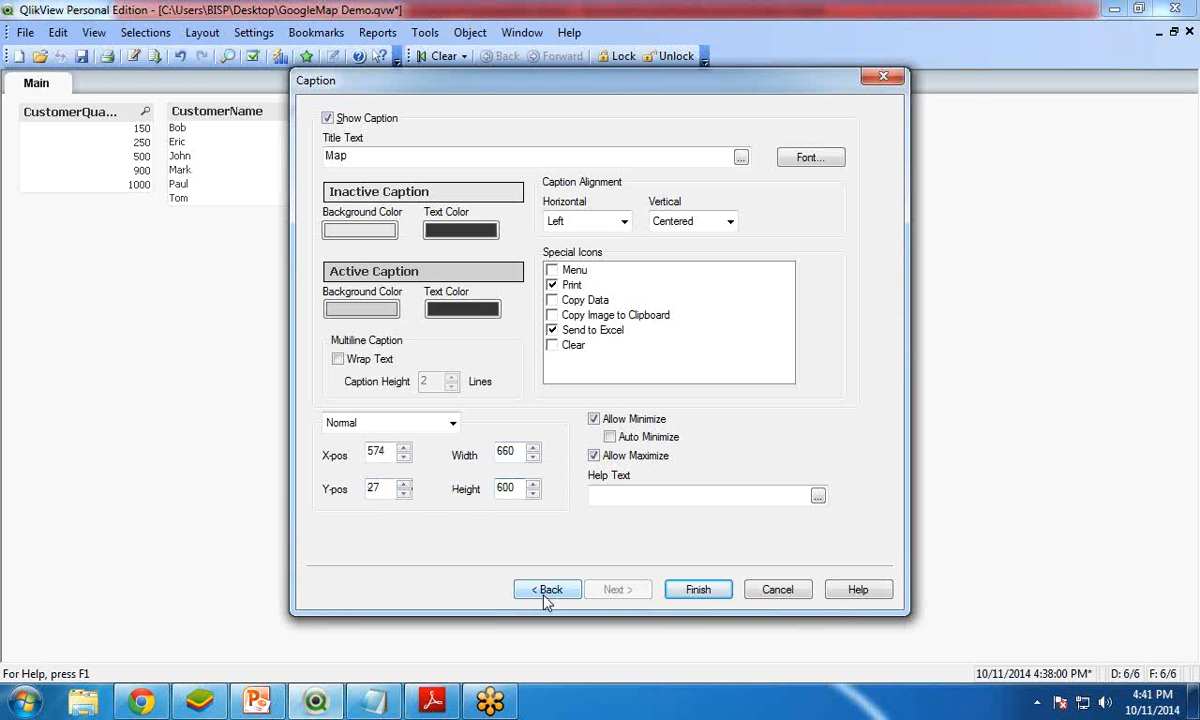 QlikView Personal Edition - [C:\Users\BISP\Desktop\GoogleMap Demo.qvw*]
File Edit View Selections Layout Settings Bookmarks Reports Tools Object Window Help
Clear Back Forward Lock Unlock
Main
CustomerQua...
150
250
500
900
1000
CustomerName
Bob
Eric
John
Mark
Paul
Tom
Caption
Show Caption
Title Text
Map
...
Font...
Inactive Caption
Background Color Text Color
Active Caption
Background Color Text Color
Multiline Caption
Wrap Text
Caption Height 2 Lines
Caption Alignment
Horizontal Vertical
Left Centered
Special Icons
Menu
Print
Copy Data
Copy Image to Clipboard
Send to Excel
Clear
Normal
X-pos 574 Width 660
Y-pos 27 Height 600
Allow Minimize
Auto Minimize
Allow Maximize
Help Text
...
< Back Next > Finish Cancel Help
For Help, press F1
10/11/2014 4:38:00 PM* D: 6/6 F: 6/6
4:41 PM
10/11/2014